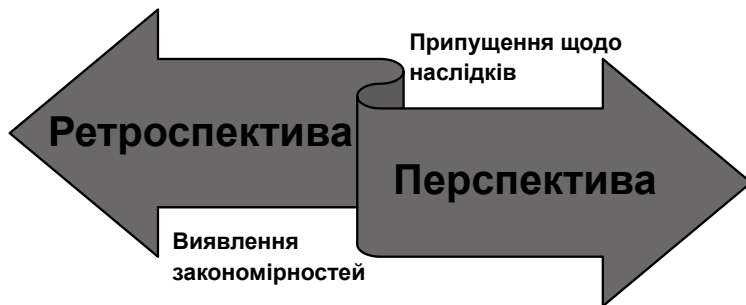 Припущення щодо
наслідків
Ретроспектива
Перспектива
Виявлення
закономірностей